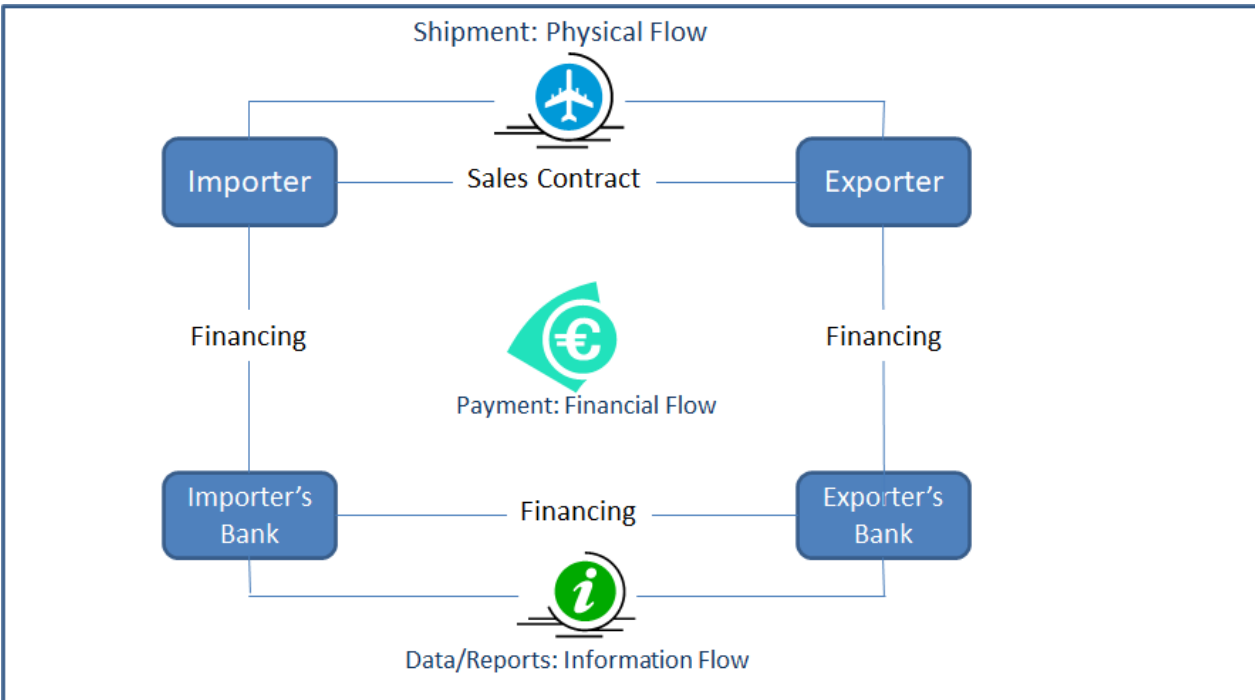 Shipment: Physical Flow
Importer
Sales Contract
Exporter
Financing
Financing
€
Payment: Financial Flow
Importer’s
Bank
Financing
Exporter’s
Bank
i
Data/Reports: Information Flow